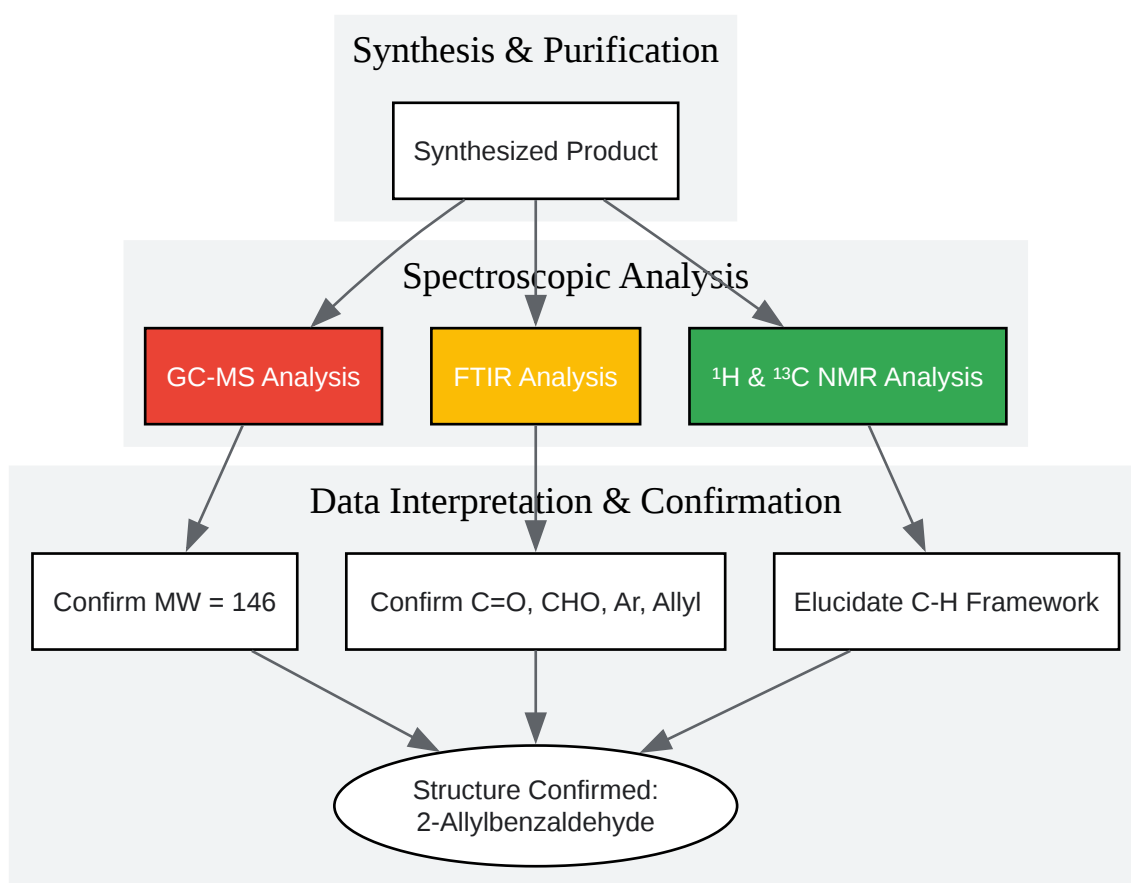 Synthesis & Purification
Synthesized Product
Spectroscopic Analysis
GC-MS Analysis
FTIR Analysis
¹H & ¹³C NMR Analysis
Data Interpretation & Confirmation
Confirm MW = 146
Confirm C=O, CHO, Ar, Allyl
Elucidate C-H Framework
Structure Confirmed:
2-Allylbenzaldehyde